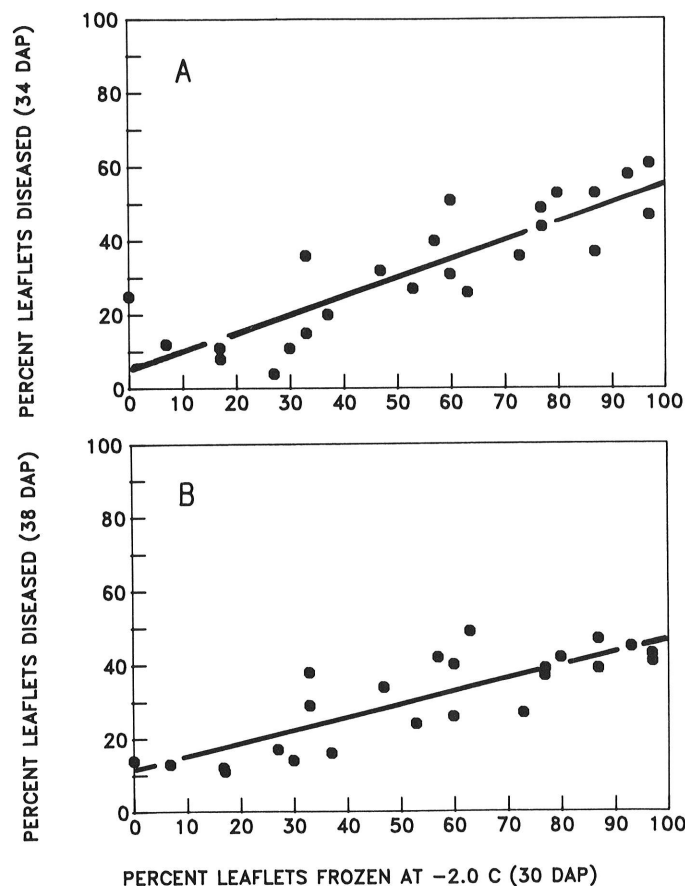 PERCENT LEAFLETS DISEASED (34 DAP)
A
100
80
60
40
20
0
0 10 20 30 40 50 60 70 80 90 100
PERCENT LEAFLETS DISEASED (38 DAP)
B
100
80
60
40
20
0
0 10 20 30 40 50 60 70 80 90 100
PERCENT LEAFLETS FROZEN AT -2.0 C (30 DAP)